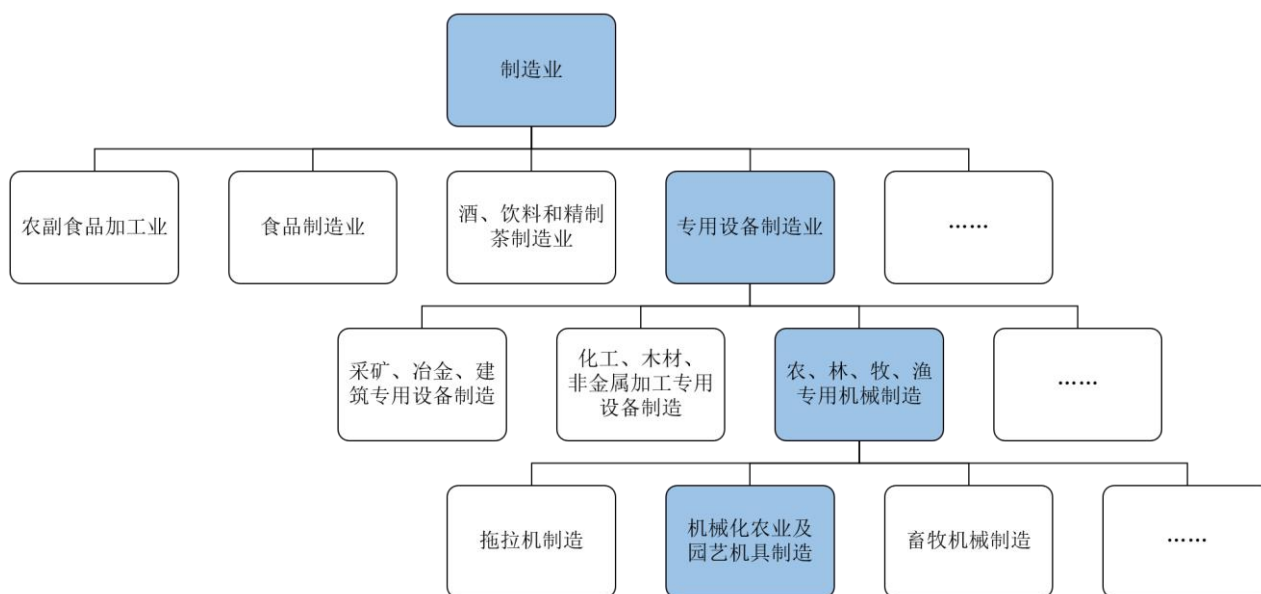 制造业
农副食品加工业
食品制造业
酒、饮料和精制
茶制造业
专用设备制造业
……
采矿、冶金、建
筑专用设备制造
化工、木材、
非金属加工专用
设备制造
农、林、牧、渔
专用机械制造
……
拖拉机制造
机械化农业及
园艺机具制造
畜牧机械制造
……